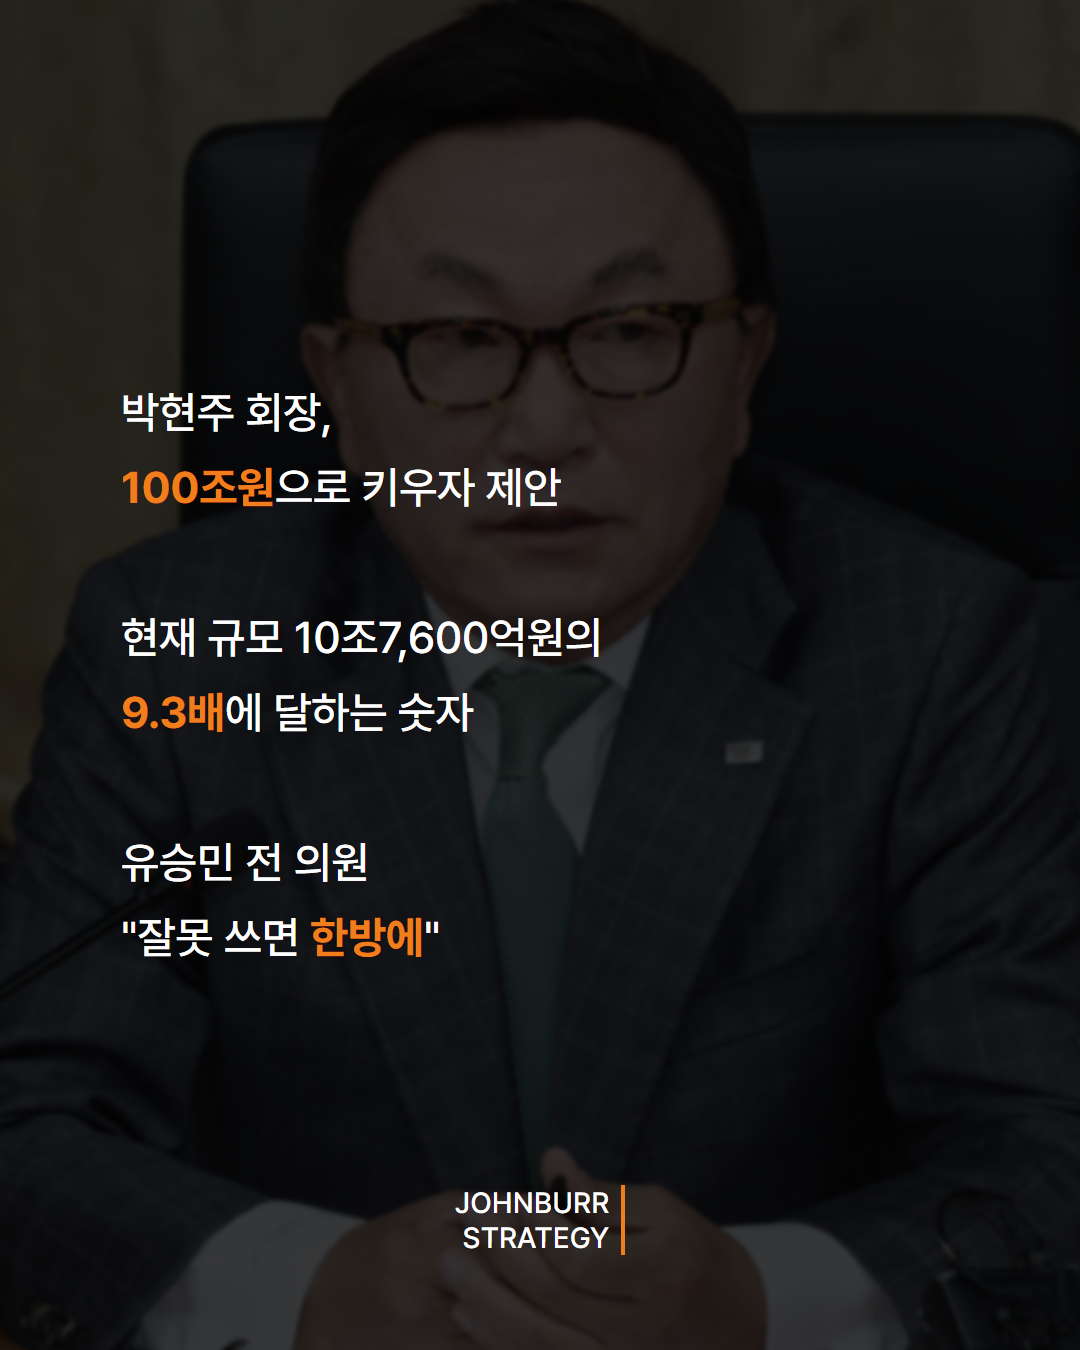 박현주 회장,
100조원으로 키우자 제안
현재 규모 10조7,600억원의
9.3배에 달하는 숫자
유승민 전 의원
"잘못 쓰면 한방에"
JOHNBURR
STRATEGY